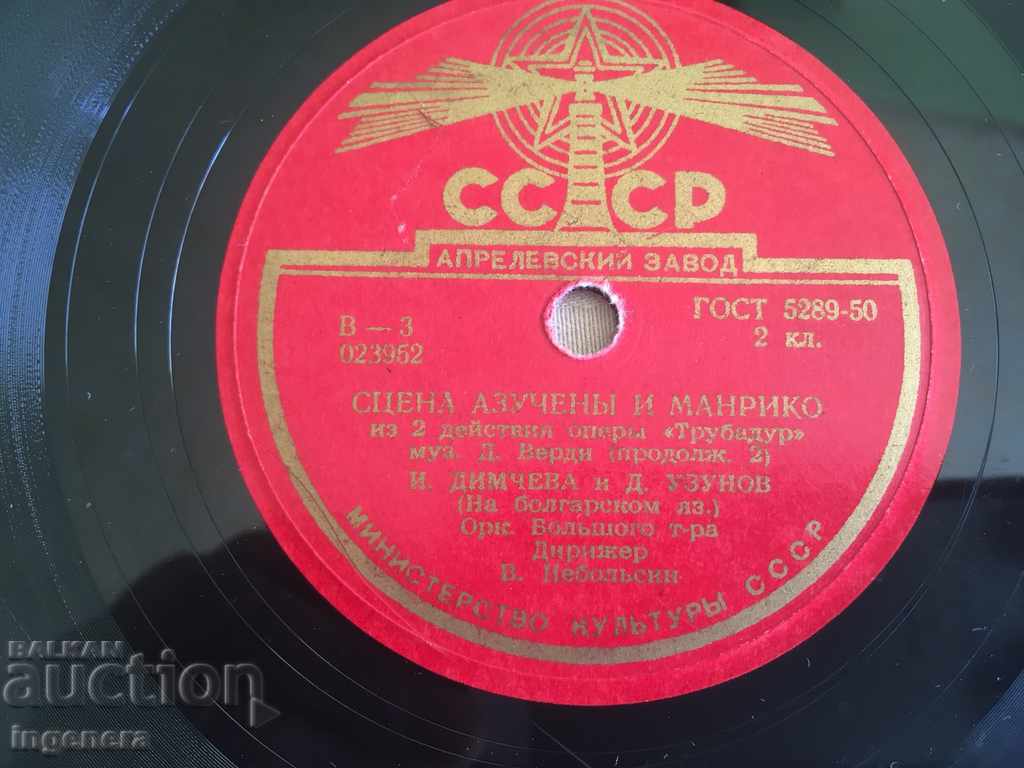 СССР
АПРЕЛЕВСКИЙ ЗАВОД
В — 3
023952
ГОСТ 5289-50
2 кл.
СЦЕНА АЗУЧЕНЫ И МАНРИКО
из 2 действия оперы «Трубадур»
муз. Д. Верди (продолж. 2)
И. ДИМЧЕВА и Д. УЗУНОВ
(На болгарском яз.)
Орк. Большого т-ра
Дирижер
В. Небольсин
МИНИСТЕРСТВО КУЛЬТУРЫ СССР
BALKAN
auction
ingenera